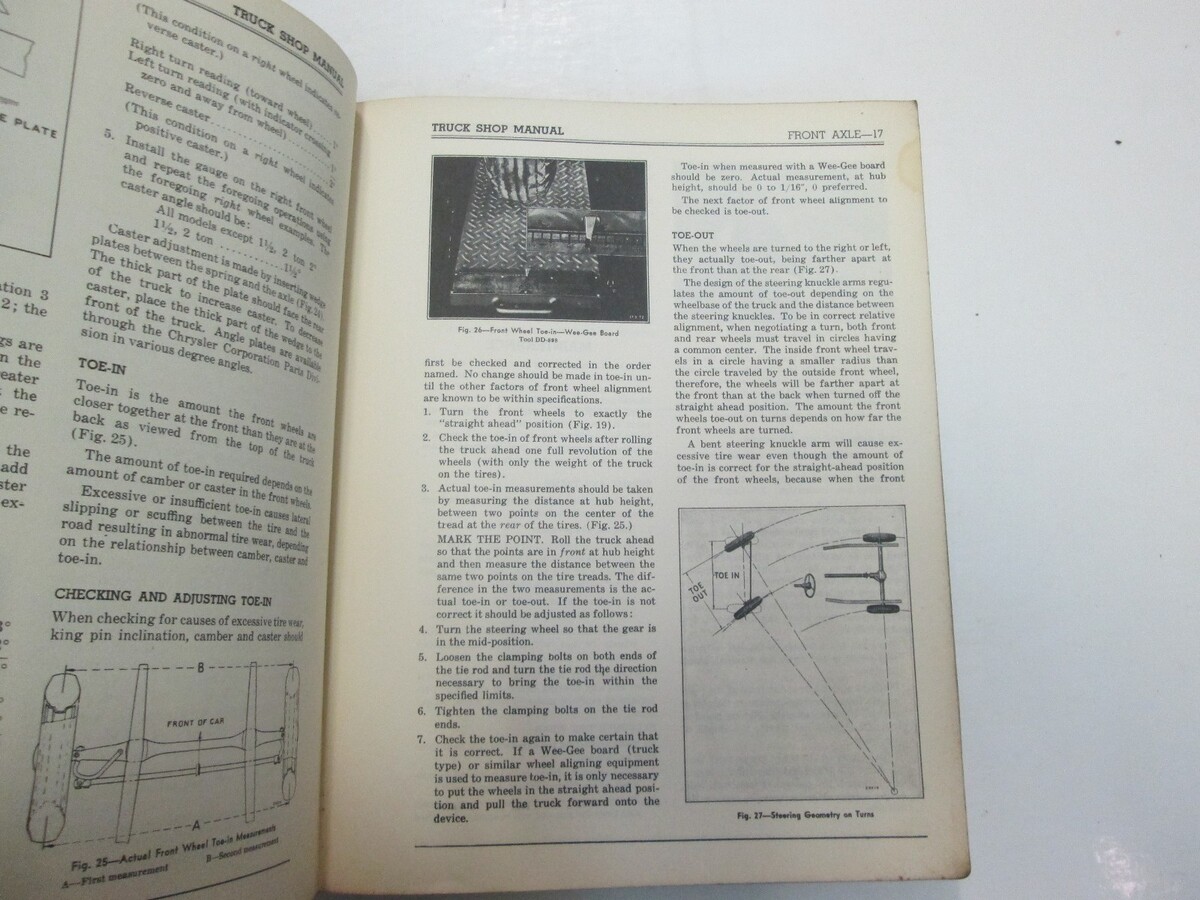 E PLATE
ation 3
2; the
gs are
n the
eater
the
e re-
the
add
ster
ex-
TRUCK SHOP MANUAL
(This condition on a right wheel indicates re-
verse caster.)
Right turn reading (toward wheel)
Left turn reading (with indicator crossing
zero and away from wheel)
Reverse caster
(This condition on a right wheel indicates
positive caster.)
5. Install the gauge on the right front wheel
and repeat the foregoing operations using
the foregoing right wheel examples. The
caster angle should be:
All models except 1½, 2 ton 2°
1½, 2 ton ..........1½°
Caster adjustment is made by inserting wedge
plates between the spring and the axle (Fig. 24).
The thick part of the plate should face the rear
of the truck to increase caster. To decrease
caster, place the thick part of the wedge to the
front of the truck. Angle plates are available
through the Chrysler Corporation Parts Divi-
sion in various degree angles.
TOE-IN
Toe-in is the amount the front wheels are
closer together at the front than they are at the
back as viewed from the top of the truck
(Fig. 25).
The amount of toe-in required depends on the
amount of camber or caster in the front wheels.
Excessive or insufficient toe-in causes lateral
slipping or scuffing between the tire and the
road resulting in abnormal tire wear, depending
on the relationship between camber, caster and
toe-in.
CHECKING AND ADJUSTING TOE-IN
When checking for causes of excessive tire wear,
king pin inclination, camber and caster should
B
FRONT OF CAR
A
Fig. 25—Actual Front Wheel Toe-in Measurements
A—First measurement B—Second measurement
TRUCK SHOP MANUAL FRONT AXLE—17
Fig. 26—Front Wheel Toe-in—Wee-Gee Board
Tool DD-695
first be checked and corrected in the order
named. No change should be made in toe-in un-
til the other factors of front wheel alignment
are known to be within specifications.
1. Turn the front wheels to exactly the
"straight ahead" position (Fig. 19).
2. Check the toe-in of front wheels after rolling
the truck ahead one full revolution of the
wheels (with only the weight of the truck
on the tires).
3. Actual toe-in measurements should be taken
by measuring the distance at hub height,
between two points on the center of the
tread at the rear of the tires. (Fig. 25.)
MARK THE POINT. Roll the truck ahead
so that the points are in front at hub height
and then measure the distance between the
same two points on the tire treads. The dif-
ference in the two measurements is the ac-
tual toe-in or toe-out. If the toe-in is not
correct it should be adjusted as follows:
4. Turn the steering wheel so that the gear is
in the mid-position.
5. Loosen the clamping bolts on both ends of
the tie rod and turn the tie rod the direction
necessary to bring the toe-in within the
specified limits.
6. Tighten the clamping bolts on the tie rod
ends.
7. Check the toe-in again to make certain that
it is correct. If a Wee-Gee board (truck
type) or similar wheel aligning equipment
is used to measure toe-in, it is only necessary
to put the wheels in the straight ahead posi-
tion and pull the truck forward onto the
device.
Toe-in when measured with a Wee-Gee board
should be zero. Actual measurement, at hub
height, should be 0 to 1/16", 0 preferred.
The next factor of front wheel alignment to
be checked is toe-out.
TOE-OUT
When the wheels are turned to the right or left,
they actually toe-out, being farther apart at
the front than at the rear (Fig. 27).
The design of the steering knuckle arms regu-
lates the amount of toe-out depending on the
wheelbase of the truck and the distance between
the steering knuckles. To be in correct relative
alignment, when negotiating a turn, both front
and rear wheels must travel in circles having
a common center. The inside front wheel trav-
els in a circle having a smaller radius than
the circle traveled by the outside front wheel,
therefore, the wheels will be farther apart at
the front than at the back when turned off the
straight ahead position. The amount the front
wheels toe-out on turns depends on how far the
front wheels are turned.
A bent steering knuckle arm will cause ex-
cessive tire wear even though the amount of
toe-in is correct for the straight-ahead position
of the front wheels, because when the front
TOE IN
TOE
OUT
Fig. 27—Steering Geometry on Turns